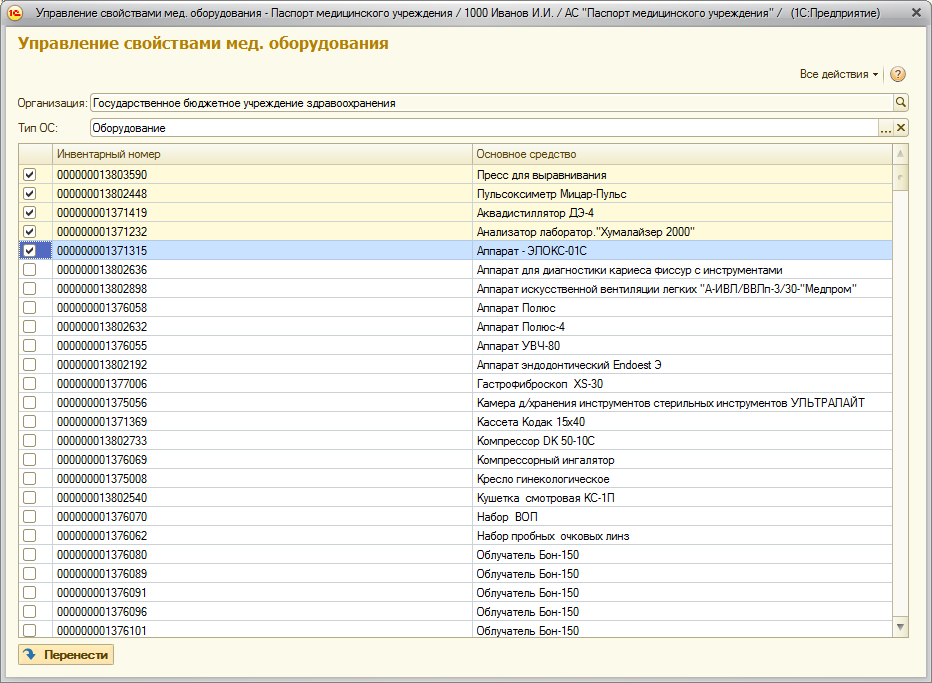 Управление свойствами мед. оборудования - Паспорт медицинского учреждения / 1000 Иванов И.И. / АС "Паспорт медицинского учреждения" / (1С:Предприятие)
Управление свойствами мед. оборудования
Все действия
Организация: Государственное бюджетное учреждение здравоохранения
Тип ОС: Оборудование
Инвентарный номер Основное средство
000000013803590 Пресс для выравнивания
000000013802448 Пульсоксиметр Мицар-Пульс
000000001371419 Аквадистиллятор ДЭ-4
000000001371232 Анализатор лаборатор."Хумалайзер 2000"
000000001371315 Аппарат - ЭЛОКС-01С
000000013802636 Аппарат для диагностики кариеса фиссур с инструментами
000000013802898 Аппарат искусственной вентиляции легких "А-ИВЛ/ВВЛп-3/30-"Медпром"
000000001376058 Аппарат Полюс
000000013802632 Аппарат Полюс-4
000000001376055 Аппарат УВЧ-80
000000013802192 Аппарат эндодонтический Endoest Э
000000001377006 Гастрофиброскоп XS-30
000000001375056 Камера д/хранения инструментов стерильных инструментов УЛЬТРАЛАЙТ
000000001371369 Кассета Кодак 15x40
000000013802733 Компрессор DK 50-10С
000000001376069 Компрессорный ингалятор
000000001375008 Кресло гинекологическое
000000013802540 Кушетка смотровая КС-1П
000000001376070 Набор ВОП
000000001376062 Набор пробных очковых линз
000000001376080 Облучатель Бон-150
000000001376089 Облучатель Бон-150
000000001376091 Облучатель Бон-150
000000001376096 Облучатель Бон-150
000000001376101 Облучатель Бон-150
Перенести